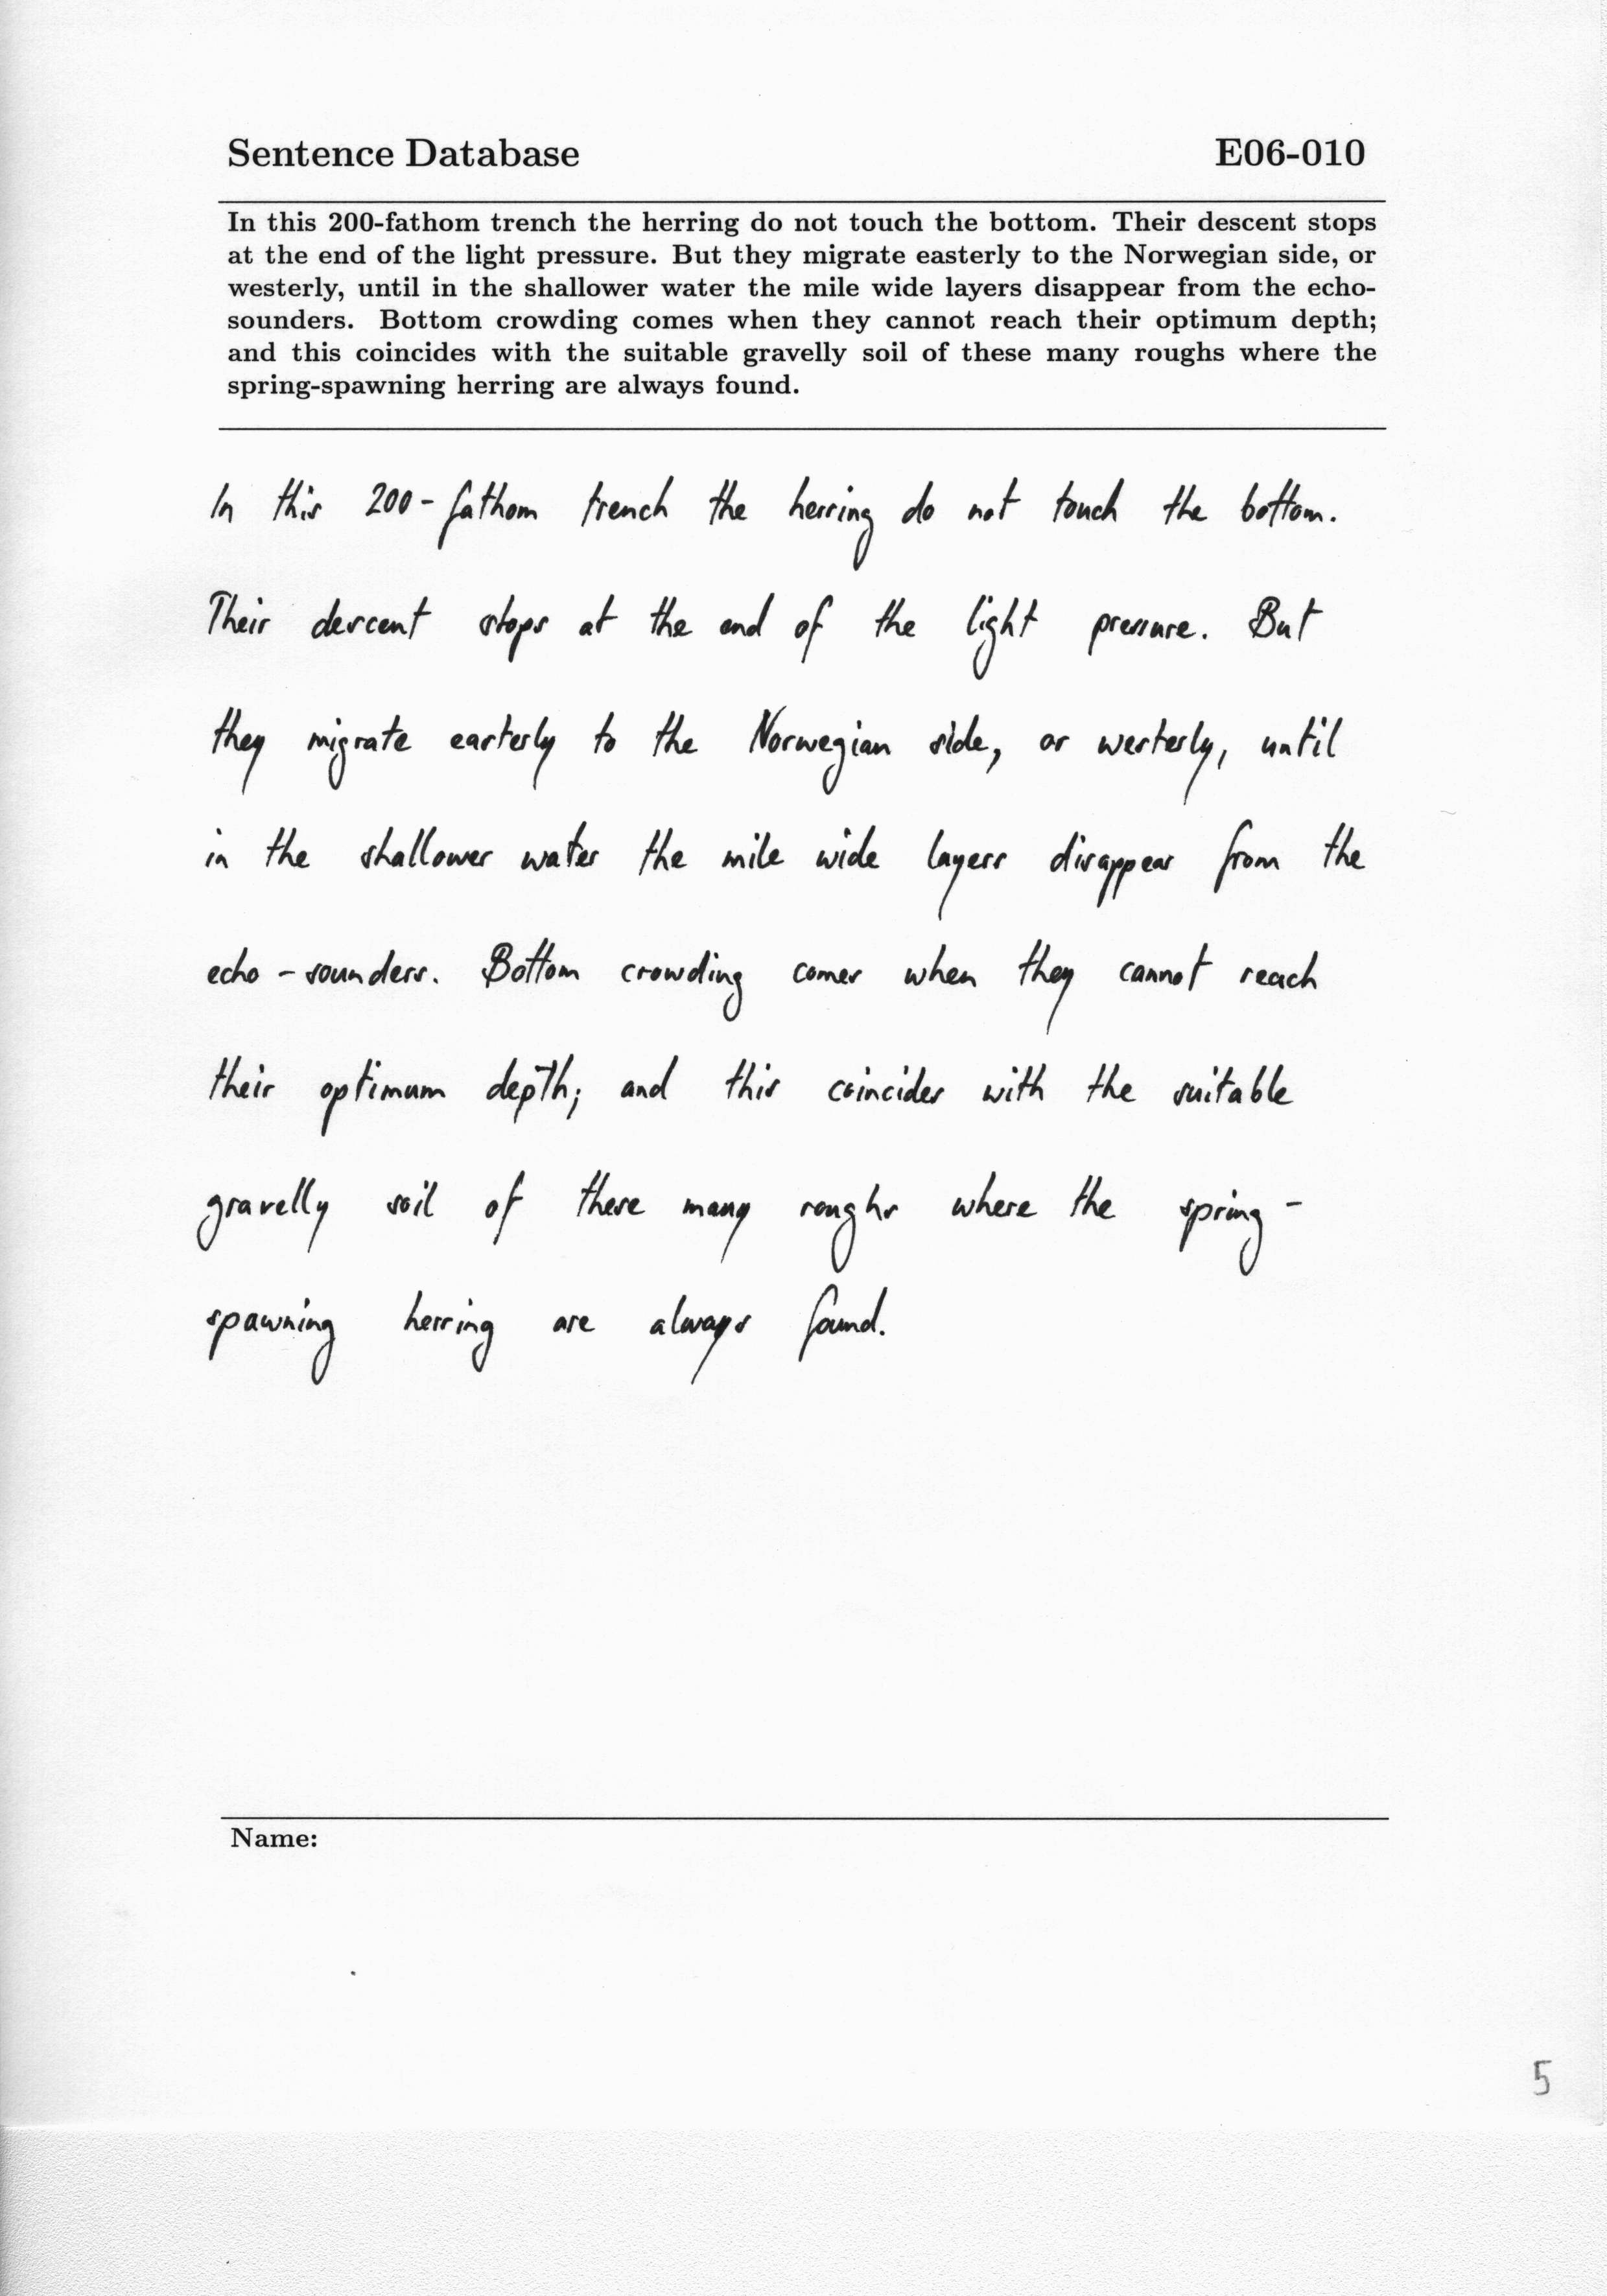 Sentence Database E06-010
In this 200-fathom trench the herring do not touch the bottom. Their descent stops
at the end of the light pressure. But they migrate easterly to the Norwegian side, or
westerly, until in the shallower water the mile wide layers disappear from the echo-
sounders. Bottom crowding comes when they cannot reach their optimum depth;
and this coincides with the suitable gravelly soil of these many roughs where the
spring-spawning herring are always found.
In this 200-fathom trench the herring do not touch the bottom.
Their descent stops at the end of the light pressure. But
they migrate easterly to the Norwegian side, or westerly, until
in the shallower water the mile wide layers disappear from the
echo-sounders. Bottom crowding comes when they cannot reach
their optimum depth; and this coincides with the suitable
gravelly soil of these many roughs where the spring-
spawning herring are always found.
Name:
5